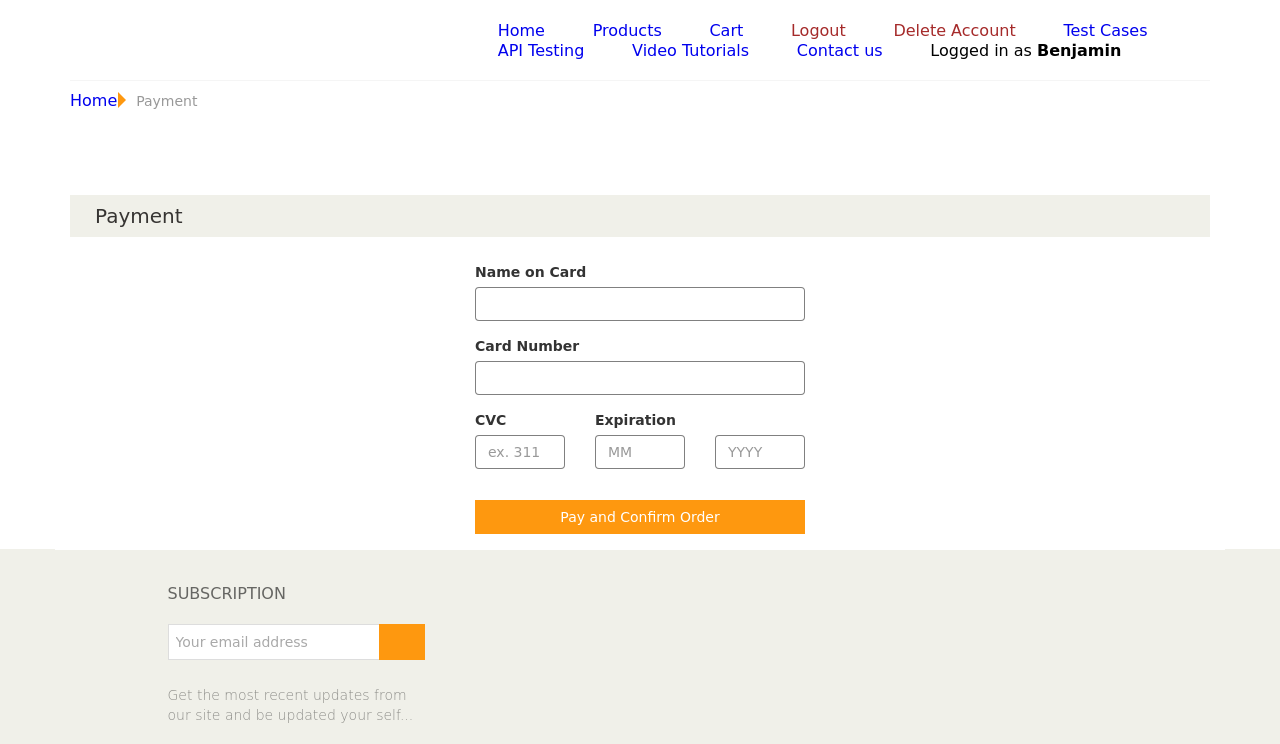 Home Products Cart Logout Delete Account Test Cases
API Testing Video Tutorials Contact us Logged in as Benjamin
Home Payment
Payment
Name on Card
Card Number
CVC Expiration
ex. 311 MM YYYY
Pay and Confirm Order
SUBSCRIPTION
Your email address
Get the most recent updates from
our site and be updated your self...